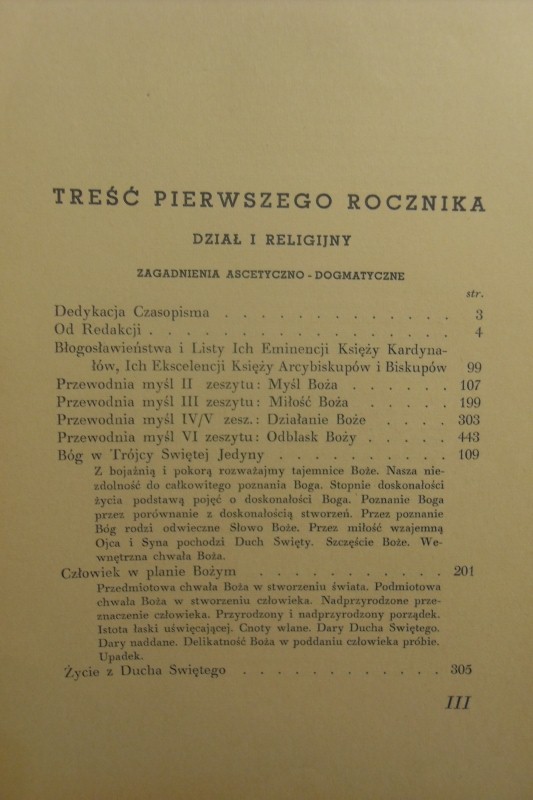 TREŚĆ PIERWSZEGO ROCZNIKA
DZIAŁ I RELIGIJNY
ZAGADNIENIA ASCETYCZNO-DOGMATYCZNE
str.
Dedykacja Czasopisma . . . . . . . . . . . . . 3
Od Redakcji . . . . . . . . . . . . . . . . . 4
Błogosławieństwa i Listy Ich Eminencji Księży Kardyna-
łów, Ich Ekscelencji Księży Arcybiskupów i Biskupów 99
Przewodnia myśl II zeszytu: Myśl Boża . . . . . . 107
Przewodnia myśl III zeszytu: Miłość Boża . . . . . 199
Przewodnia myśl IV/V zesz.: Działanie Boże . . . . 303
Przewodnia myśl VI zeszytu: Odblask Boży . . . . . 443
Bóg w Trójcy Swiętej Jedyny . . . . . . . . . . 109
Z bojaźnią i pokorą rozważajmy tajemnice Boże. Nasza nie-
zdolność do całkowitego poznania Boga. Stopnie doskonałości
życia podstawą pojęć o doskonałości Boga. Poznanie Boga
przez porównanie z doskonałością stworzeń. Przez poznanie
Bóg rodzi odwieczne Słowo Boże. Przez miłość wzajemną
Ojca i Syna pochodzi Duch Święty. Szczęście Boże. We-
wnętrzna chwała Boża.
Człowiek w planie Bożym . . . . . . . . . . . 201
Przedmiotowa chwała Boża w stworzeniu świata. Podmiotowa
chwała Boża w stworzeniu człowieka. Nadprzyrodzone prze-
znaczenie człowieka. Przyrodzony i nadprzyrodzony porządek.
Istota łaski uświęcającej. Cnoty wlane. Dary Ducha Świętego.
Dary naddane. Delikatność Boża w poddaniu człowieka próbie.
Upadek.
Życie z Ducha Swiętego . . . . . . . . . . . . 305
III